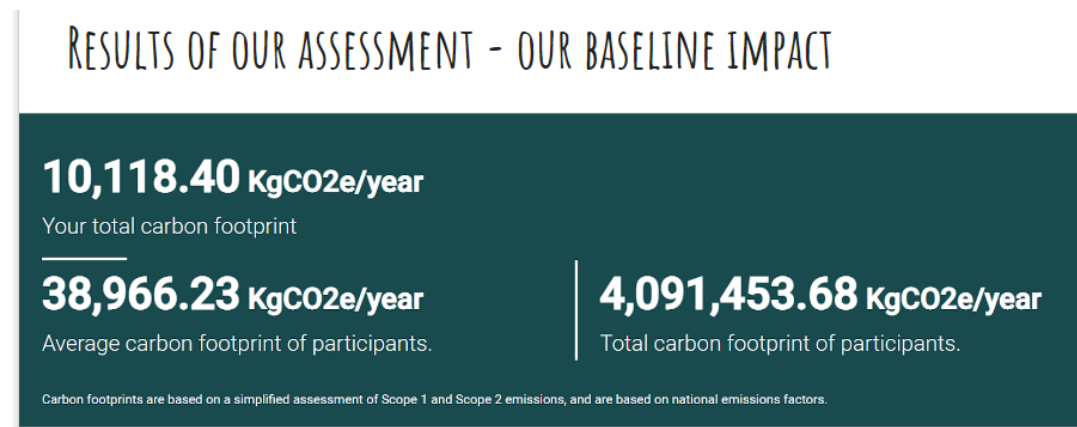 Results of our assessment - our baseline impact
10,118.40 KgCO2e/year
Your total carbon footprint
38,966.23 KgCO2e/year
Average carbon footprint of participants.
4,091,453.68 KgCO2e/year
Total carbon footprint of participants.
Carbon footprints are based on a simplified assessment of Scope 1 and Scope 2 emissions, and are based on national emissions factors.